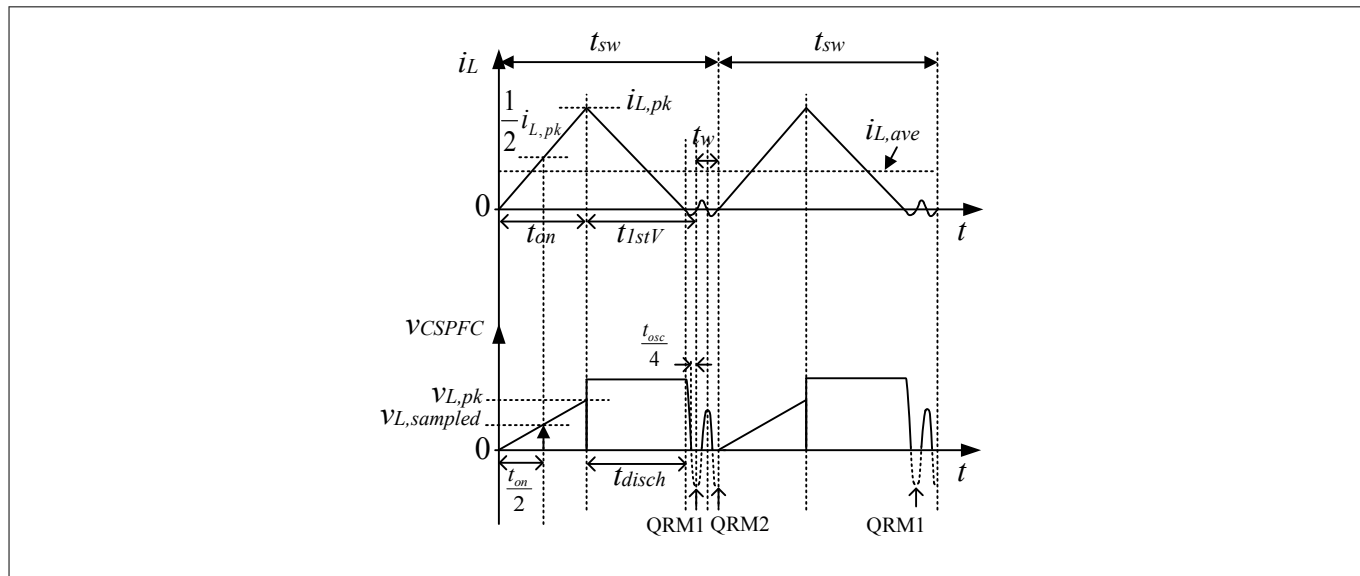 tsw tsw
iL
iL,pk
1/2 iL,pk
tw
iL,ave
0
ton t1stV t
vCSPFC
tosc/4
vL,pk
vL,sampled
0
ton/2 tdisch t
QRM1 QRM2 QRM1